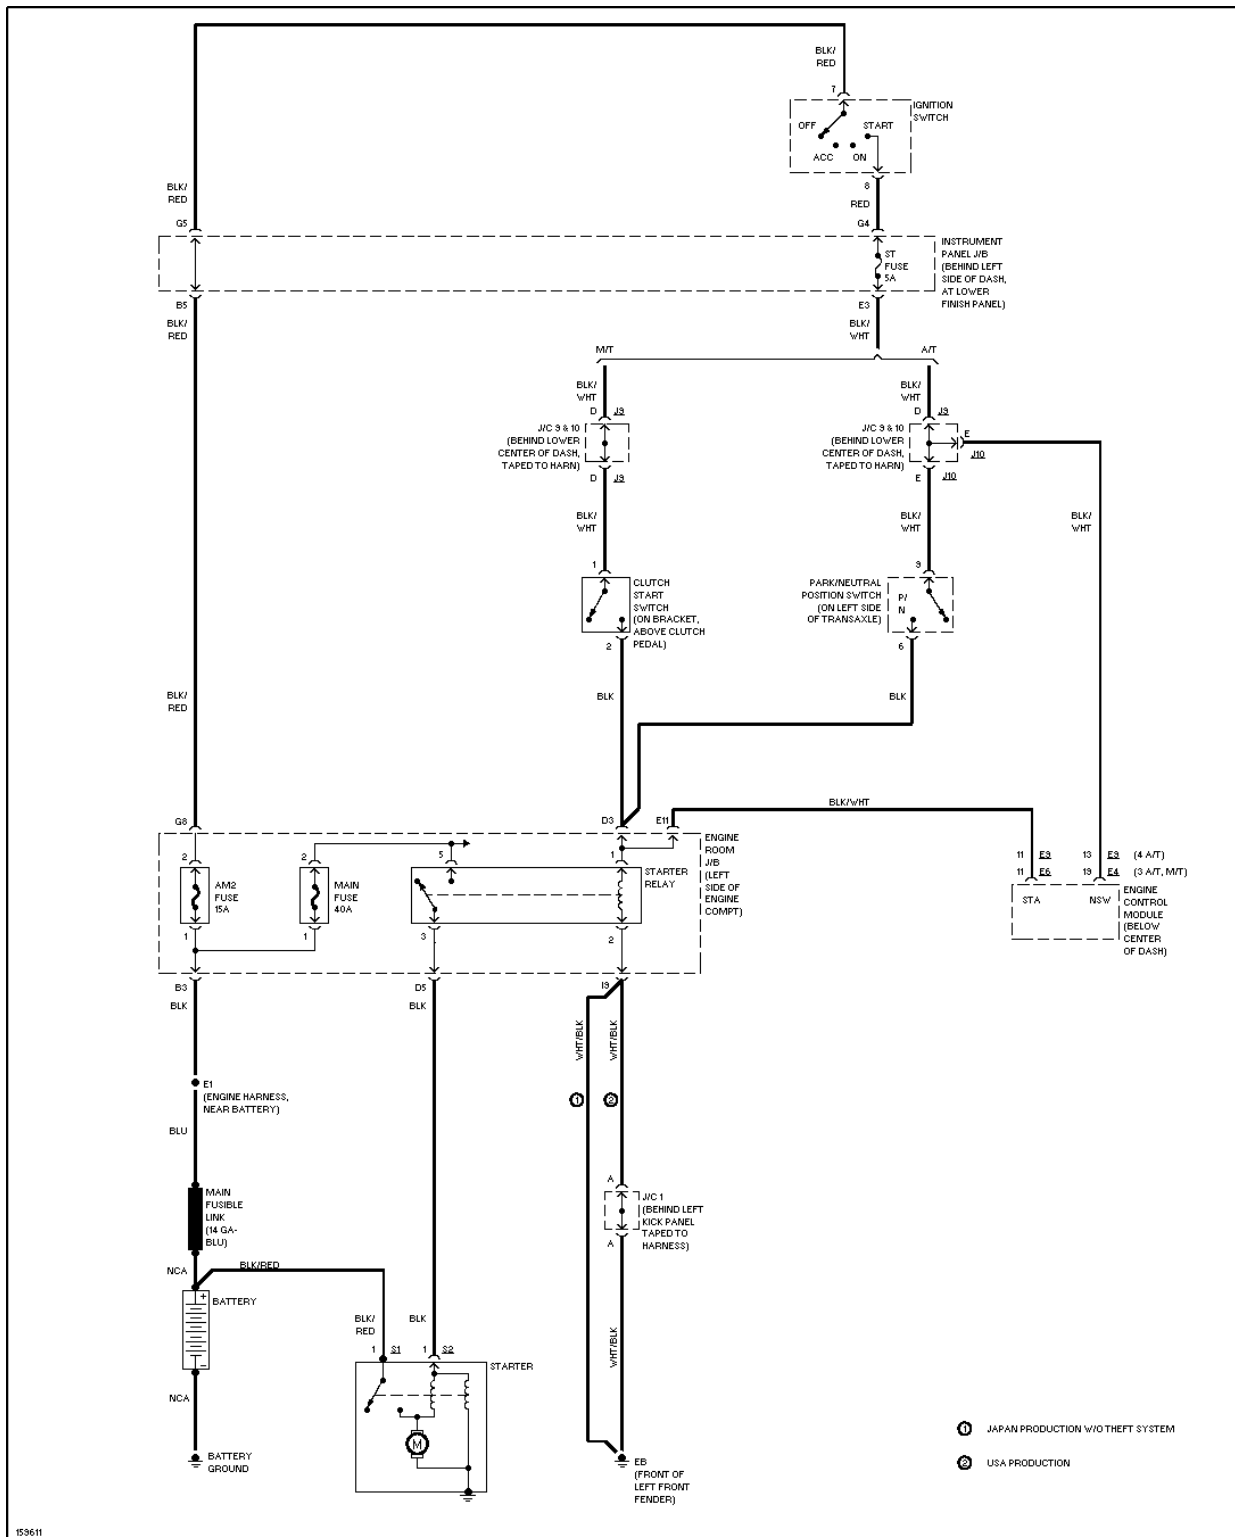 BLK/
RED
7
IGNITION
SWITCH
OFF
START
ACC
ON
8
RED
BLK/
RED
G5
G4
INSTRUMENT
PANEL J/B
(BEHIND LEFT
SIDE OF DASH,
AT LOWER
FINISH PANEL)
ST
FUSE
5A
B5
E3
BLK/
RED
BLK/
WHT
M/T
A/T
BLK/
WHT
BLK/
WHT
D
J9
D
J9
J/C 9 & 10
(BEHIND LOWER
CENTER OF DASH,
TAPED TO HARN)
J/C 9 & 10
(BEHIND LOWER
CENTER OF DASH,
TAPED TO HARN)
E
J10
D
J9
E
J10
BLK/
WHT
BLK/
WHT
BLK/
WHT
1
9
CLUTCH
START
SWITCH
(ON BRACKET,
ABOVE CLUTCH
PEDAL)
PARK/NEUTRAL
POSITION SWITCH
(ON LEFT SIDE
OF TRANSAXLE)
P/
N
2
6
BLK/
RED
BLK
BLK
BLK/WHT
G8
D3
E11
ENGINE
ROOM
J/B
(LEFT
SIDE OF
ENGINE
COMPT)
2
2
5
1
AM2
FUSE
15A
MAIN
FUSE
40A
STARTER
RELAY
1
1
3
2
11 E9 13 E9 (4 A/T)
11 E6 19 E4 (3 A/T, M/T)
STA
NSW
ENGINE
CONTROL
MODULE
(BELOW
CENTER
OF DASH)
B3
D5
I9
BLK
BLK
WHT/BLK
WHT/BLK
E1
(ENGINE HARNESS,
NEAR BATTERY)
1
2
BLU
MAIN
FUSIBLE
LINK
(14 GA-
BLU)
A
J/C 1
(BEHIND LEFT
KICK PANEL
TAPED TO
HARNESS)
A
NCA
BLK/RED
+
BATTERY
-
BLK/
RED
BLK
WHT/BLK
1 S1
1 S2
STARTER
NCA
M
BATTERY
GROUND
EB
(FRONT OF
LEFT FRONT
FENDER)
1 JAPAN PRODUCTION W/O THEFT SYSTEM
2 USA PRODUCTION
159611